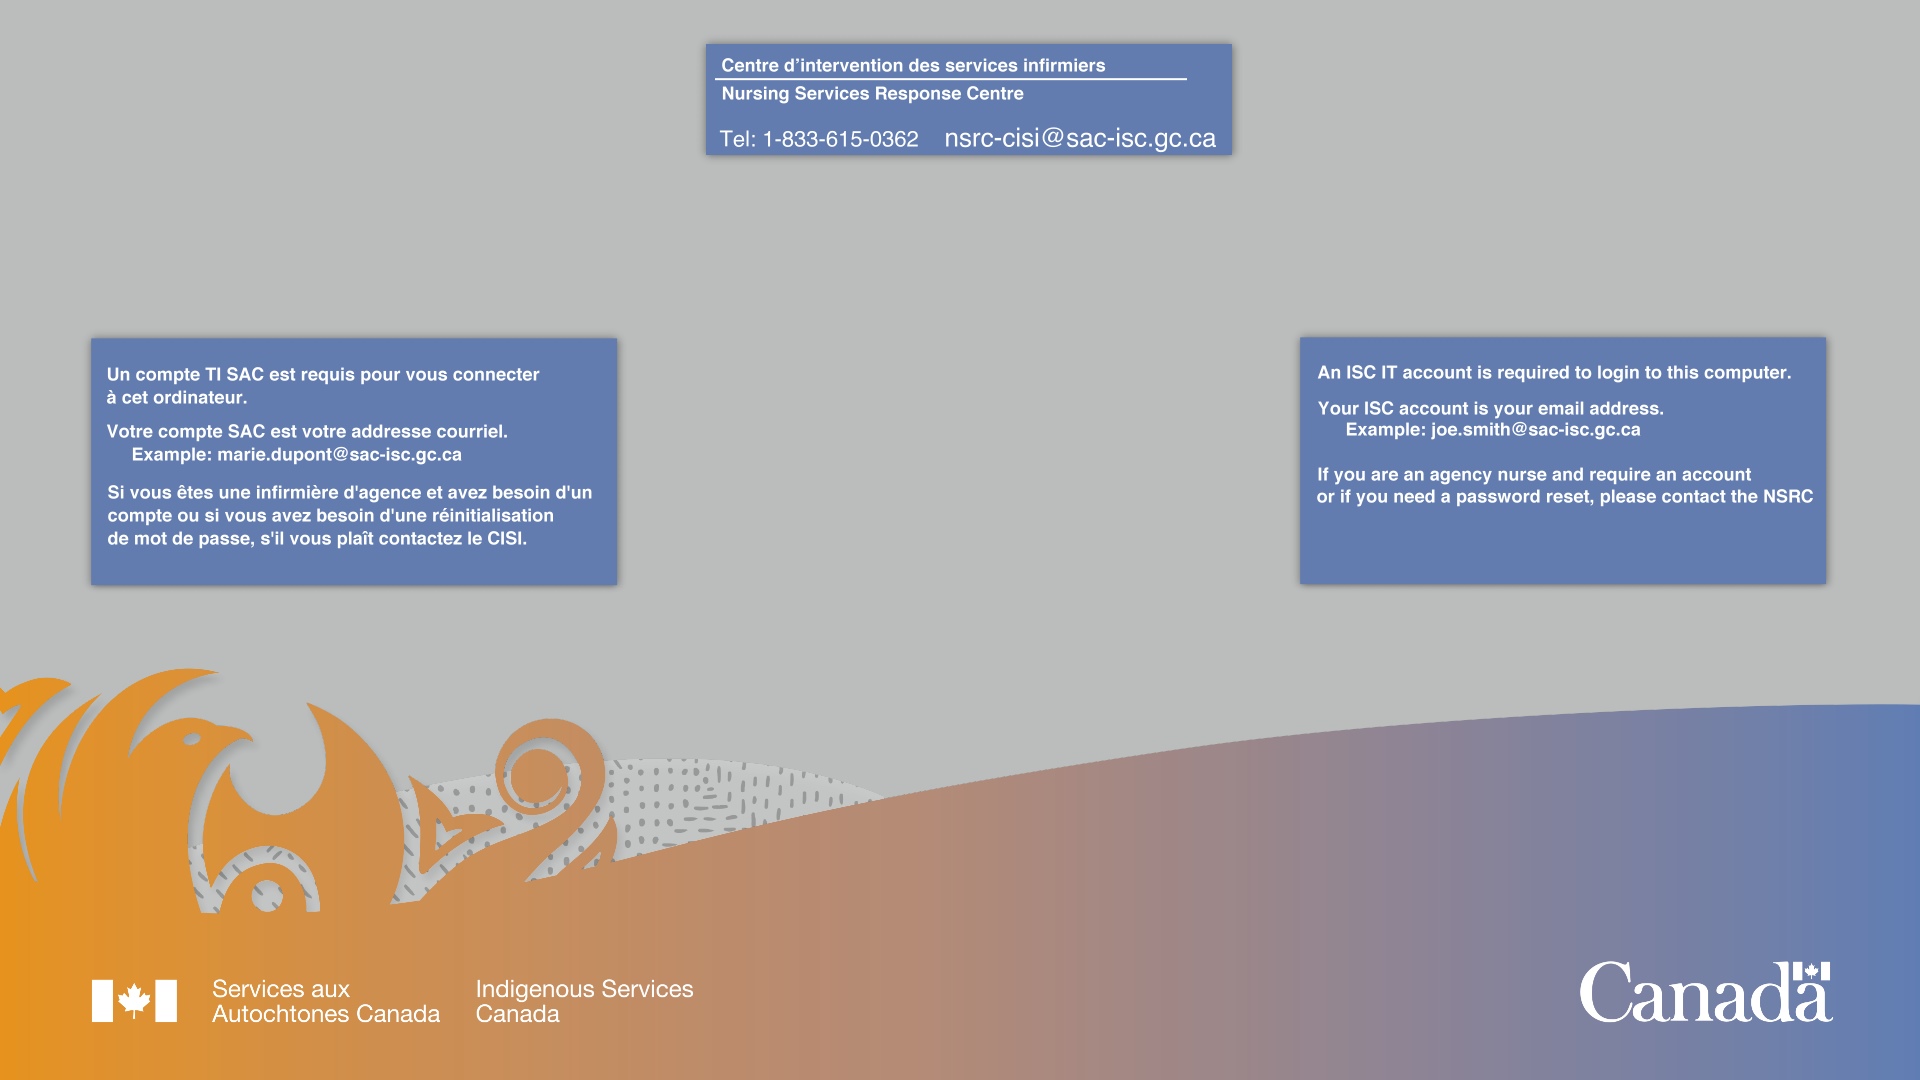 Centre d’intervention des services infirmiers
Nursing Services Response Centre
Tel: 1-833-615-0362 nsrc-cisi@sac-isc.gc.ca
Un compte TI SAC est requis pour vous connecter
à cet ordinateur.
Votre compte SAC est votre addresse courriel.
Example: marie.dupont@sac-isc.gc.ca
Si vous êtes une infirmière d'agence et avez besoin d'un
compte ou si vous avez besoin d'une réinitialisation
de mot de passe, s'il vous plaît contactez le CISI.
An ISC IT account is required to login to this computer.
Your ISC account is your email address.
Example: joe.smith@sac-isc.gc.ca
If you are an agency nurse and require an account
or if you need a password reset, please contact the NSRC
Services aux
Autochtones Canada
Indigenous Services
Canada
Canada